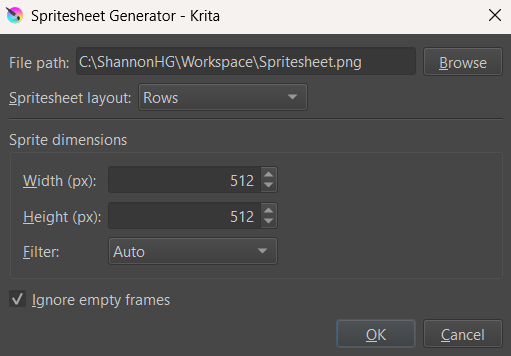 Spritesheet Generator - Krita
File path: C:\ShannonHG\Workspace\Spritesheet.png Browse
Spritesheet layout: Rows
Sprite dimensions
Width (px): 512
Height (px): 512
Filter: Auto
Ignore empty frames
OK Cancel